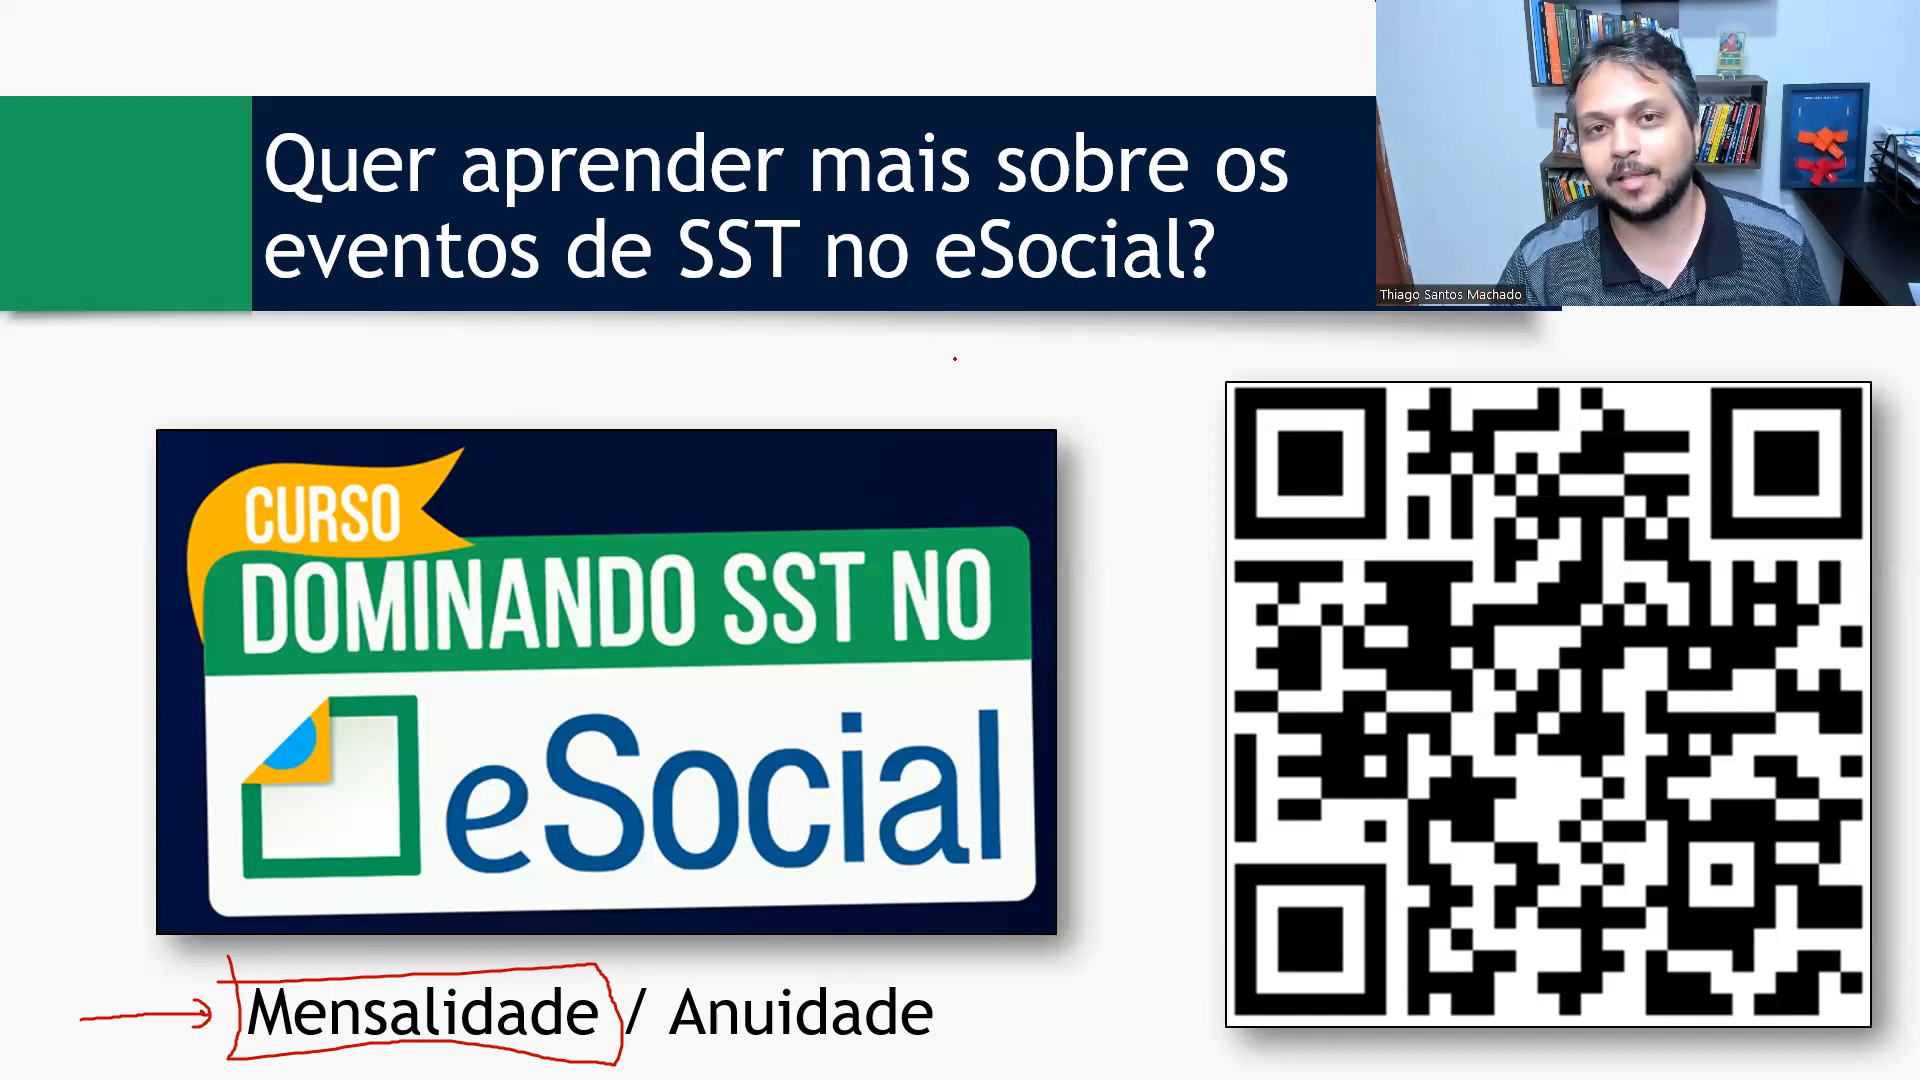 Quer aprender mais sobre os
eventos de SST no eSocial?
Thiago Santos Machado
CURSO
DOMINANDO SST NO
eSocial
Mensalidade / Anuidade